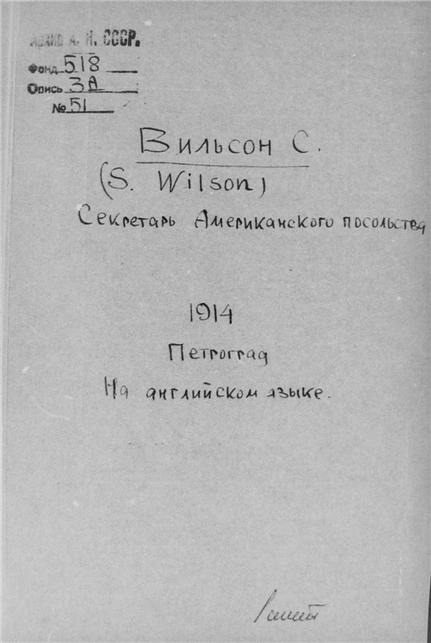 АРХИВ А. Н. СССР.
Фонд 518
Опись 3А
№ 51
Вильсон С.
(S. Wilson)
Секретарь Американского посольства
1914
Петроград
На английском языке.